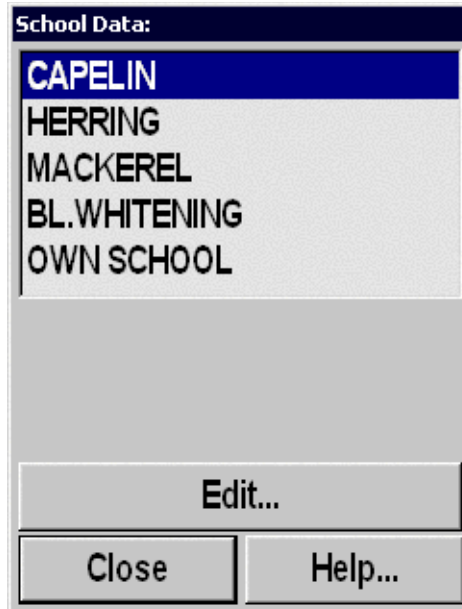 School Data:
CAPELIN
HERRING
MACKEREL
BL.WHITENING
OWN SCHOOL
Edit...
Close
Help...